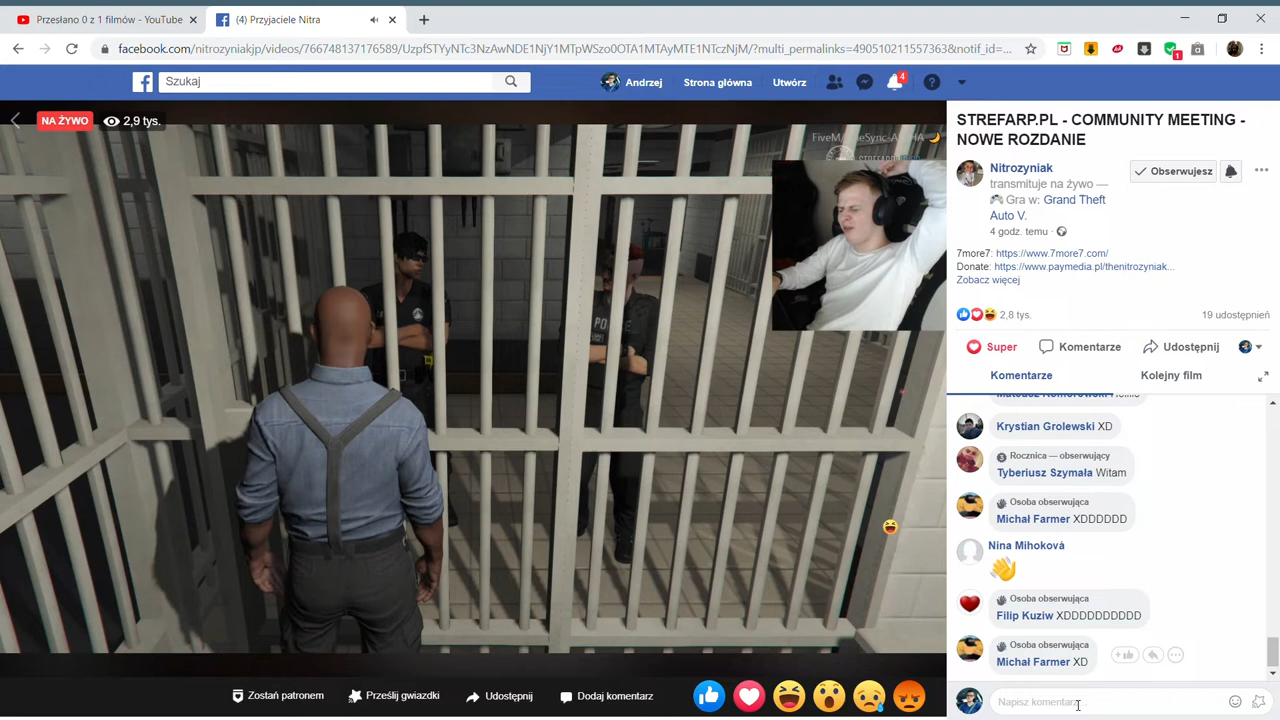 Przesłano 0 z 1 filmów - YouTube
(4) Przyjaciele Nitra
facebook.com/nitrozyniakjp/videos/766748137176589/UzpfSTYyNTc3NzAwNDE1NjY1MTpWSzo0OTA1MTAyMTE1NTczNjM/?multi_permalinks=490510211557363&notif_id=...
1
Szukaj
Andrzej
Strona główna
Utwórz
4
NA ŻYWO
2,9 tys.
POL
STREFARP.PL - COMMUNITY MEETING -
NOWE ROZDANIE
Nitrozyniak
transmituje na żywo —
🎮 Gra w: Grand Theft
Auto V.
4 godz. temu
Obserwujesz
7more7: https://www.7more7.com/
Donate: https://www.paymedia.pl/thenitrozyniak...
Zobacz więcej
2,8 tys.
19 udostępnień
Super
Komentarze
Udostępnij
Komentarze
Kolejny film
Krystian Grolewski XD
3 Rocznica — obserwujący
Tyberiusz Szymała Witam
Osoba obserwująca
Michał Farmer XDDDDDD
Nina Mihoková
👋
Osoba obserwująca
Filip Kuziw XDDDDDDDDDD
Osoba obserwująca
Michał Farmer XD
Napisz komentarz...
Zostań patronem
Prześlij gwiazdki
Udostępnij
Dodaj komentarz